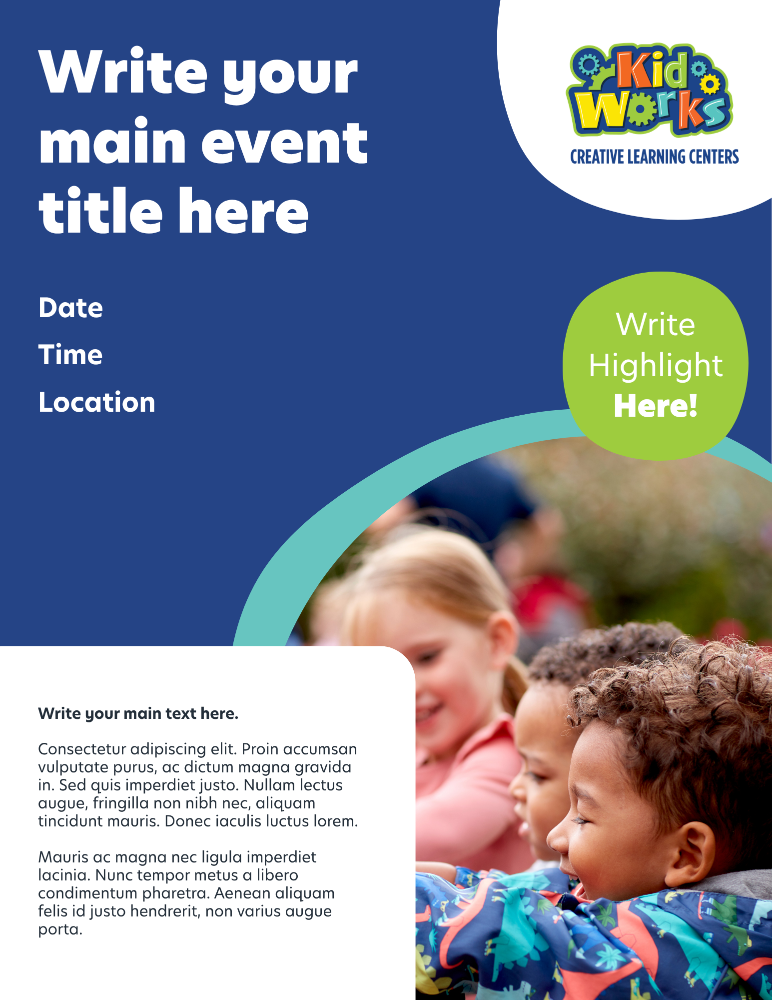 Write your
main event
title here
Kid
Works
CREATIVE LEARNING CENTERS
Date
Time
Location
Write
Highlight
Here!
Write your main text here.
Consectetur adipiscing elit. Proin accumsan
vulputate purus, ac dictum magna gravida
in. Sed quis imperdiet justo. Nullam lectus
augue, fringilla non nibh nec, aliquam
tincidunt mauris. Donec iaculis luctus lorem.
Mauris ac magna nec ligula imperdiet
lacinia. Nunc tempor metus a libero
condimentum pharetra. Aenean aliquam
felis id justo hendrerit, non varius augue
porta.